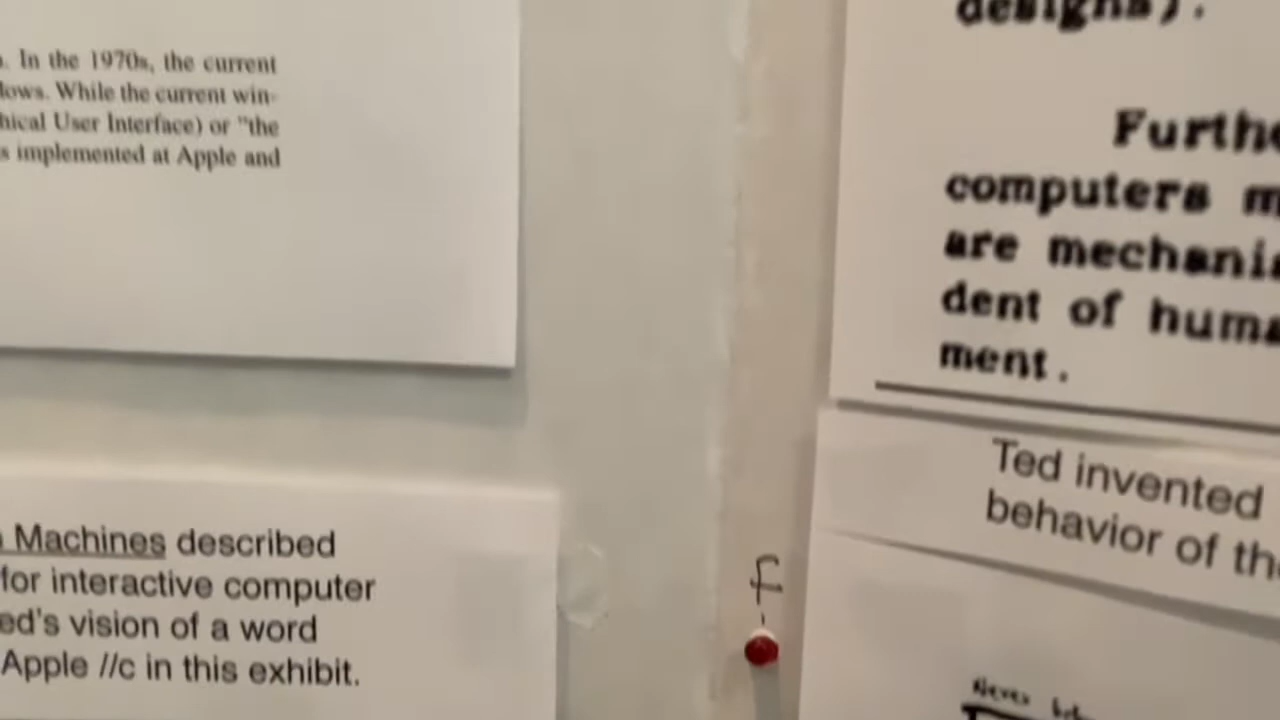 . In the 1970s, the current
lows. While the current win-
hical User Interface) or "the
s implemented at Apple and
Machines described
for interactive computer
ed's vision of a word
Apple //c in this exhibit.
designs).
Furthe
computers m
are mechanis
dent of huma
ment.
Ted invented
behavior of the
f